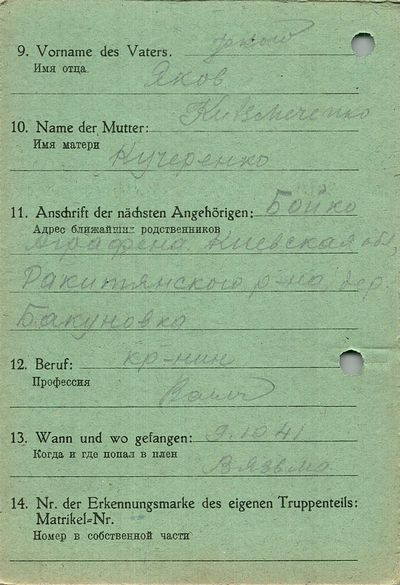 9. Vorname des Vaters.
Имя отца.
Яков
10. Name der Mutter:
Имя матери
Кучеренко
11. Anschrift der nächsten Angehörigen: Бойко
Адрес ближайших родственников
Аграфена Киевская обл,
Ракитянского р-на, дер.
Бакуновка
12. Beruf: кр-нин
Профессия
13. Wann und wo gefangen: 9.10 41
Когда и где попал в плен
Вязьма
14. Nr. der Erkennungsmarke des eigenen Truppenteils:
Matrikel-Nr.
Номер в собственной части